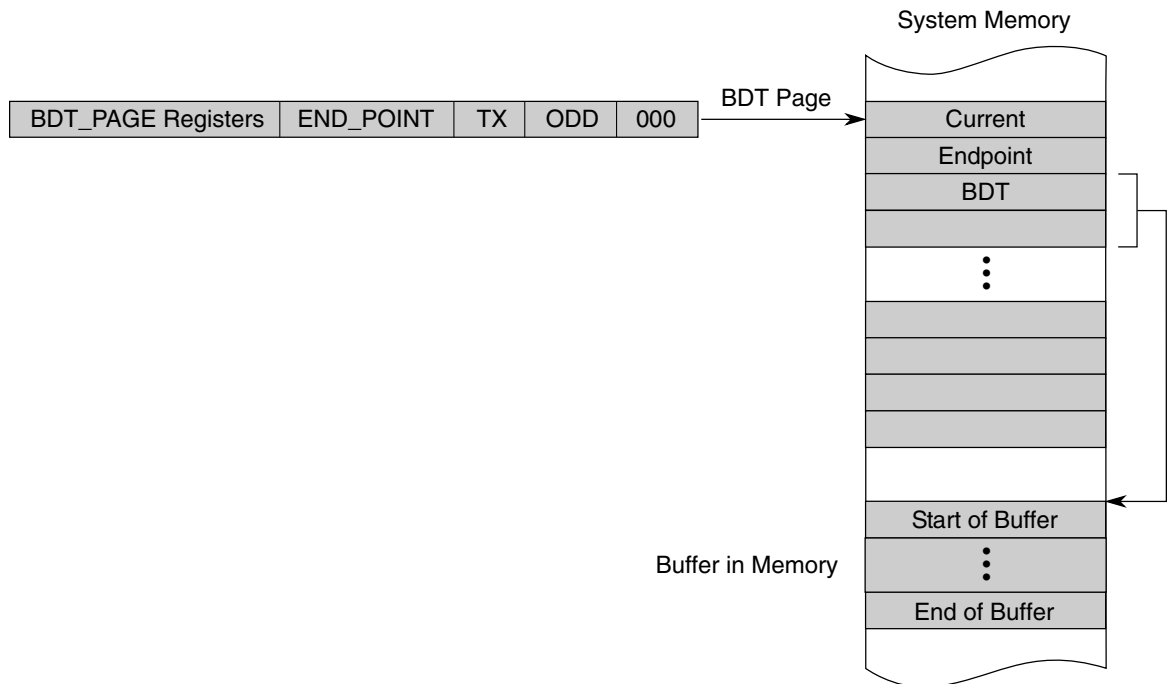 System Memory
BDT_PAGE Registers END_POINT TX ODD 000
BDT Page
Current
Endpoint
BDT
Start of Buffer
Buffer in Memory
End of Buffer